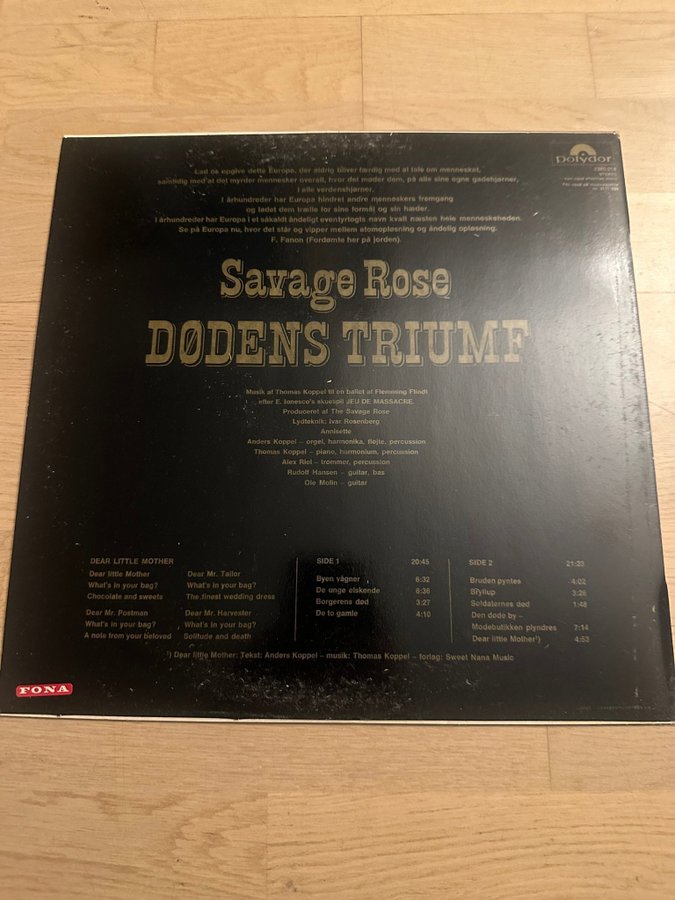 Lad os opgive dette Europa, der aldrig bliver færdig med at tale om mennesket,
samtidig med at det myrder mennesker overalt, hvor det møder dem, på alle sine egne gadehjørner,
i alle verdenshjørner.
I århundreder har Europa hindret andre menneskers fremgang
og ladet dem trælle for sine formål og sin hæder.
I århundreder har Europa i et såkaldt åndeligt eventyrtogts navn kvalt næsten hele menneskeheden.
Se på Europa nu, hvor det står og vipper mellem atomopløsning og åndelig opløsning.
F. Fanon (Fordømte her på jorden).
polydor
STEREO
Savage Rose
DØDENS TRIUMF
Musik af Thomas Koppel til en ballet af Flemming Flindt
efter E. Ionesco's skuespil JEU DE MASSACRE.
Produceret af The Savage Rose
Lydteknik: Ivar Rosenberg
Annisette
Anders Koppel – orgel, harmonika, fløjte, percussion
Thomas Koppel – piano, harmonium, percussion
Alex Riel – trommer, percussion
Rudolf Hansen – guitar, bas
Ole Molin – guitar
DEAR LITTLE MOTHER
Dear little Mother
What's in your bag?
Chocolate and sweets
Dear Mr. Postman
What's in your bag?
A note from your beloved
Dear Mr. Tailor
What's in your bag?
The finest wedding dress
Dear Mr. Harvester
What's in your bag?
Solitude and death
SIDE 1 20:45
Byen vågner 6:32
De unge elskende 6:36
Borgerens død 3:27
De to gamle 4:10
SIDE 2 21:23
Bruden pyntes 4:02
Bryllup 3:26
Soldaternes død 1:48
Den døde by –
Modebutikken plyndres 7:14
Dear little Mother¹) 4:53
¹) Dear little Mother: Tekst: Anders Koppel – musik: Thomas Koppel – forlag: Sweet Nana Music
FONA